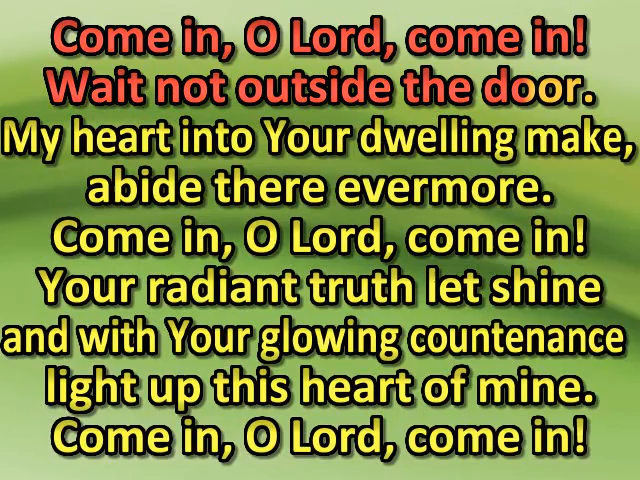 Come in, O Lord, come in!
Wait not outside the door.
My heart into Your dwelling make,
abide there evermore.
Come in, O Lord, come in!
Your radiant truth let shine
and with Your glowing countenance
light up this heart of mine.
Come in, O Lord, come in!